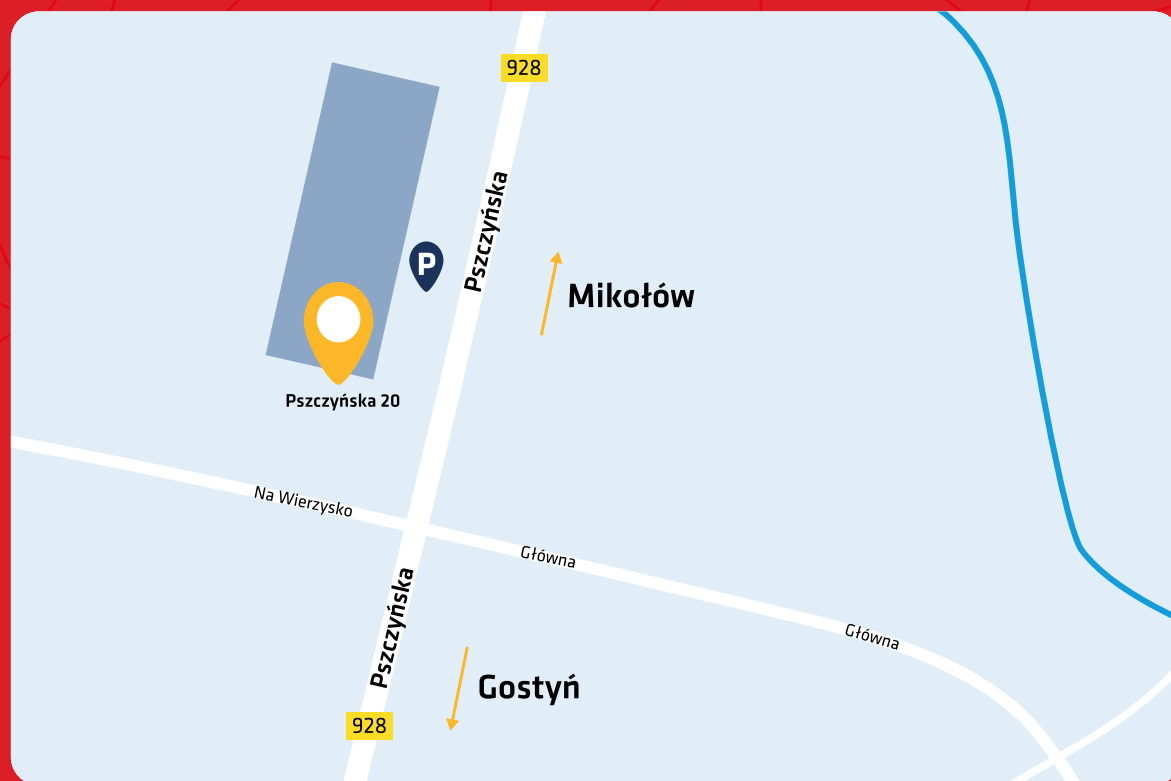 928
Pszczyńska
P
Mikołów
Pszczyńska 20
Na Wierzysko
Główna
Pszczyńska
Główna
Gostyń
928